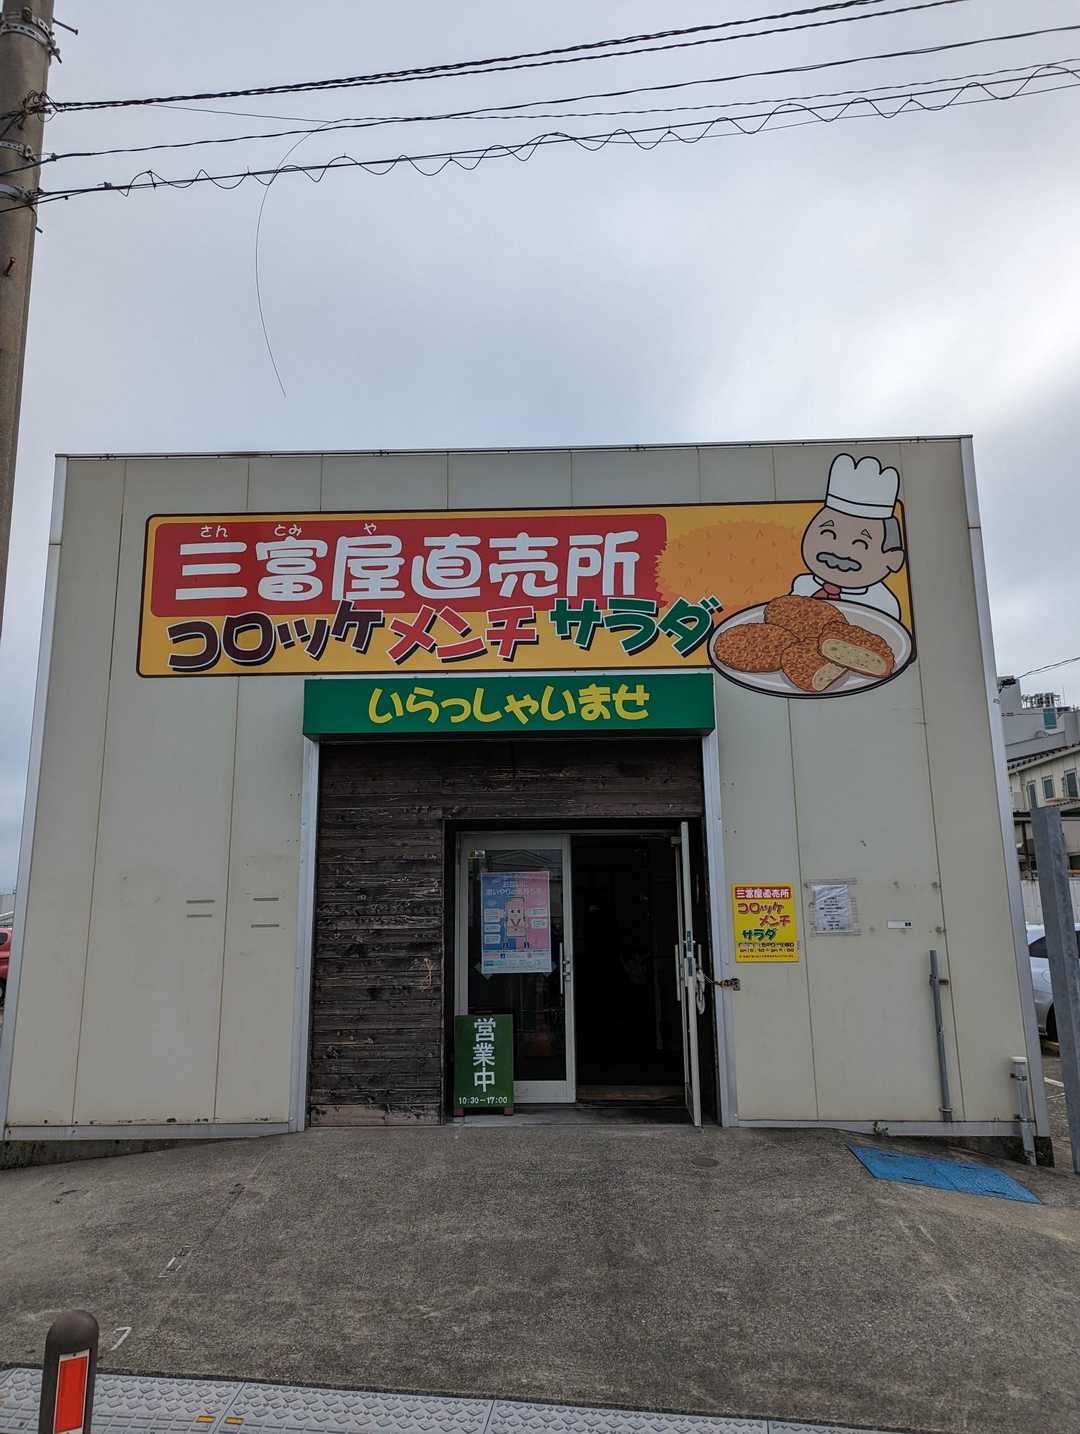 さん とみ や
三富屋直売所
コロッケ メンチ サラダ
いらっしゃいませ
三富屋直売所
コロッケ
メンチ
サラダ
営業中
10:30～17:00